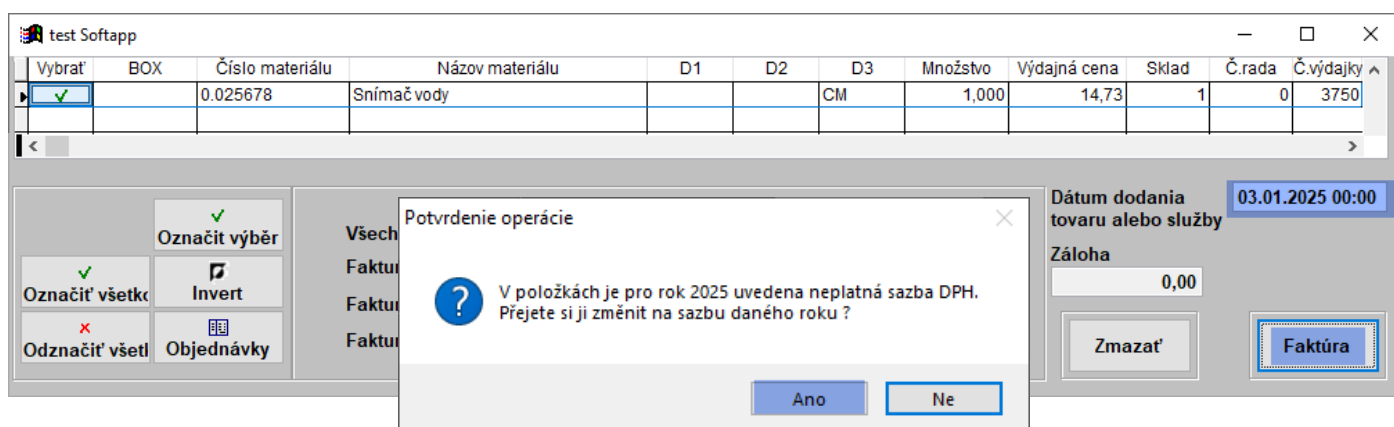 test Softapp
Vybrať BOX Číslo materiálu Názov materiálu D1 D2 D3 Množstvo Výdajná cena Sklad Č.rada Č.výdajky
0.025678 Snímač vody CM 1,000 14,73 1 0 3750
Dátum dodania
tovaru alebo služby
03.01.2025 00:00
Záloha
0,00
Označit výběr
Označiť všetko
Invert
Odznačiť všetl
Objednávky
Všech
Faktur
Faktur
Faktur
Potvrdenie operácie
V položkách je pro rok 2025 uvedena neplatná sazba DPH.
Přejete si ji změnit na sazbu daného roku ?
Ano
Ne
Zmazať
Faktúra